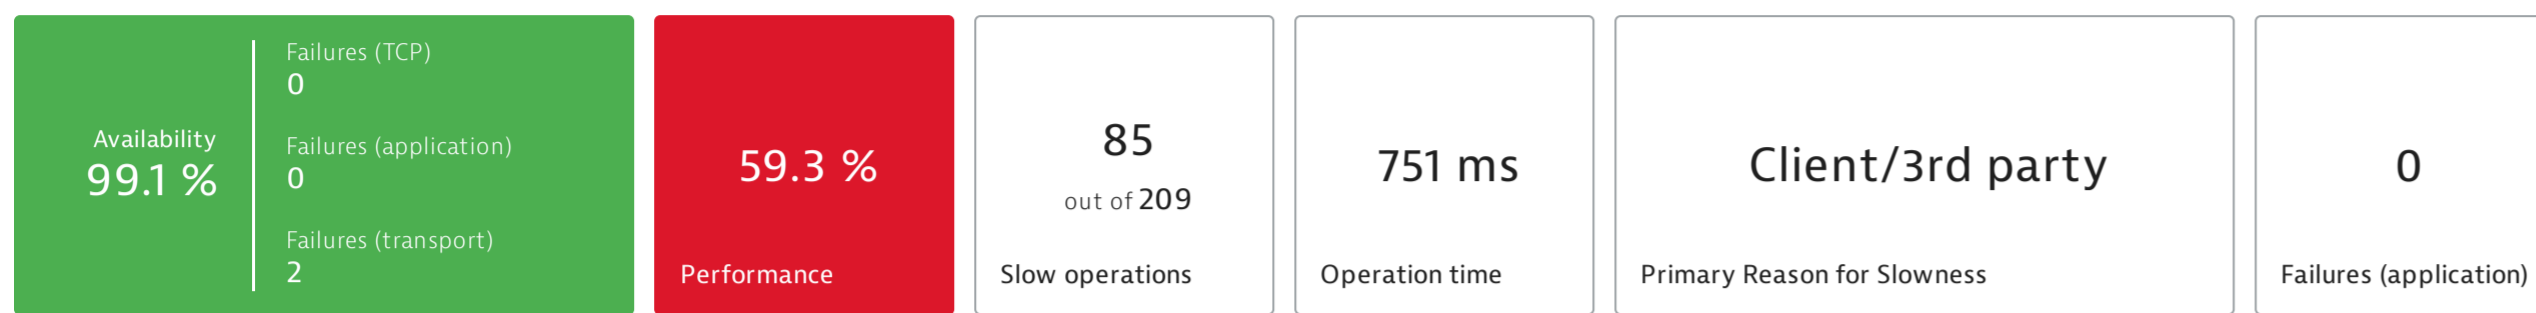 Availability
99.1 %
Failures (TCP)
0
Failures (application)
0
Failures (transport)
2
59.3 %
Performance
85
out of 209
Slow operations
751 ms
Operation time
Client/3rd party
Primary Reason for Slowness
0
Failures (application)